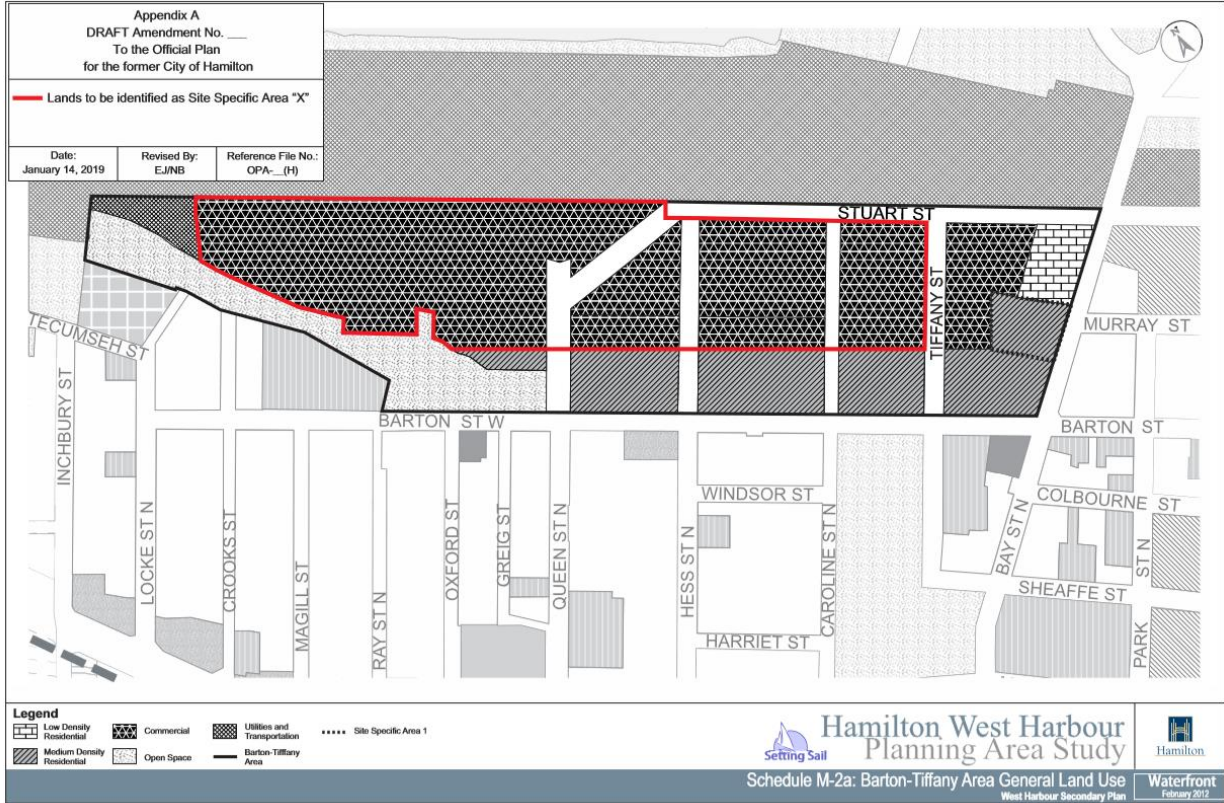 Appendix A
DRAFT Amendment No. ___
To the Official Plan
for the former City of Hamilton
Lands to be identified as Site Specific Area "X"
Date:
January 14, 2019
Revised By:
EJ/NB
Reference File No.:
OPA-__(H)
N
STUART ST
TIFFANY ST
MURRAY ST
TECUMSEH ST
INCHBURY ST
BARTON ST W
BARTON ST
LOCKE ST N
CROOKS ST
MAGILL ST
RAY ST N
OXFORD ST
GREIG ST
QUEEN ST N
HESS ST N
WINDSOR ST
CAROLINE ST N
HARRIET ST
BAY ST N
COLBOURNE ST
SHEAFFE ST
PARK ST N
Legend
Low Density
Residential
Commercial
Utilities and
Transportation
Site Specific Area 1
Medium Density
Residential
Open Space
Barton-Tifffany
Area
Setting Sail
Hamilton West Harbour
Planning Area Study
Hamilton
Schedule M-2a: Barton-Tiffany Area General Land Use
West Harbour Secondary Plan
Waterfront
February 2012